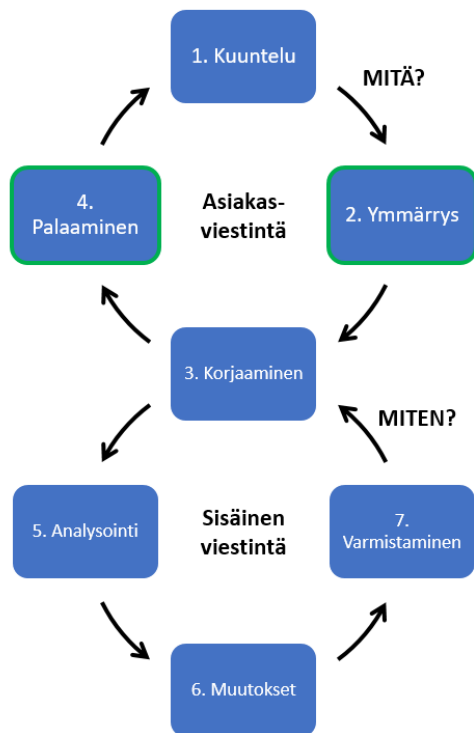 1. Kuuntelu
MITÄ?
4.
Palaaminen
Asiakas-
viestintä
2. Ymmärrys
3. Korjaaminen
MITEN?
5. Analysointi
Sisäinen
viestintä
7.
Varmistaminen
6. Muutokset